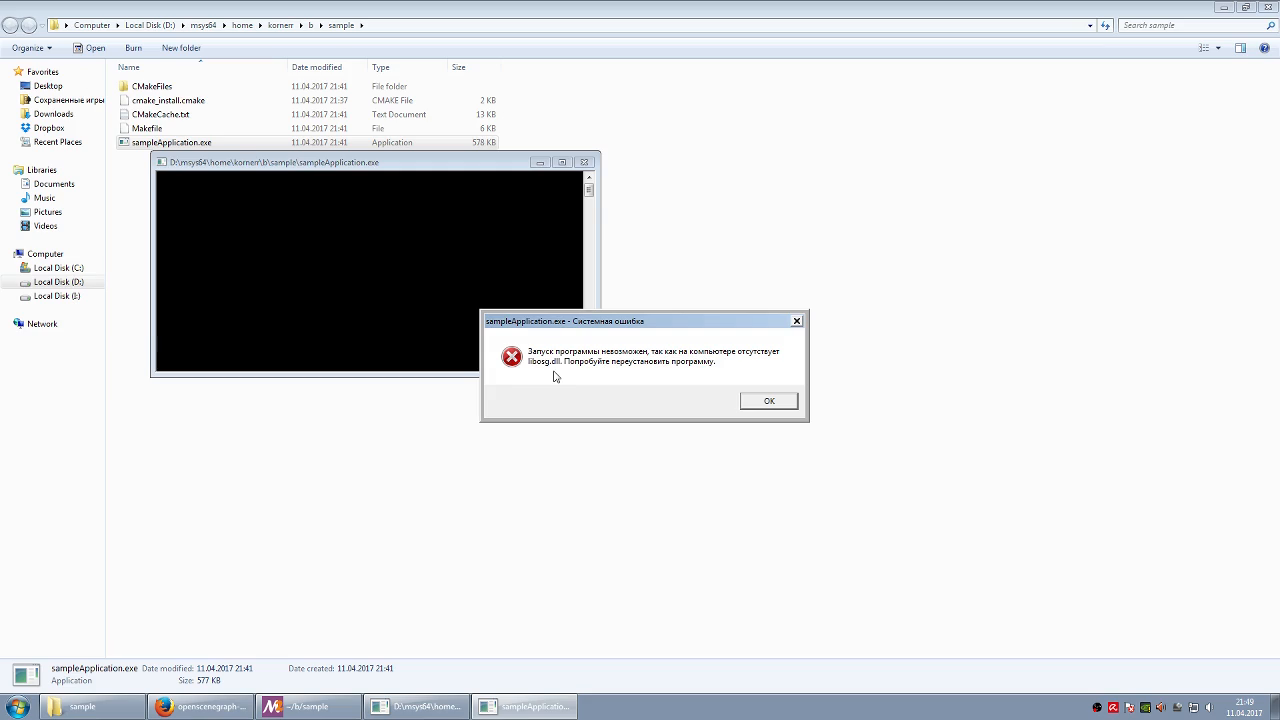 Computer
Local Disk (D:)
msys64
home
kornerr
b
sample
Search sample
Organize
Open
Burn
New folder
Name
Date modified
Type
Size
Favorites
Desktop
Сохраненные игры
Downloads
Dropbox
Recent Places
Libraries
Documents
Music
Pictures
Videos
Computer
Local Disk (C:)
Local Disk (D:)
Local Disk (I:)
Network
CMakeFiles 11.04.2017 21:41 File folder
cmake_install.cmake 11.04.2017 21:37 CMAKE File 2 KB
CMakeCache.txt 11.04.2017 21:41 Text Document 13 KB
Makefile 11.04.2017 21:41 File 6 KB
sampleApplication.exe 11.04.2017 21:41 Application 578 KB
D:\msys64\home\kornerr\b\sample\sampleApplication.exe
sampleApplication.exe - Системная ошибка
Запуск программы невозможен, так как на компьютере отсутствует
libosg.dll. Попробуйте переустановить программу.
OK
sampleApplication.exe Date modified: 11.04.2017 21:41 Date created: 11.04.2017 21:41
Application Size: 577 KB
sample
openscenegraph-...
~/b/sample
D:\msys64\home...
sampleApplicatio...
21:49
11.04.2017